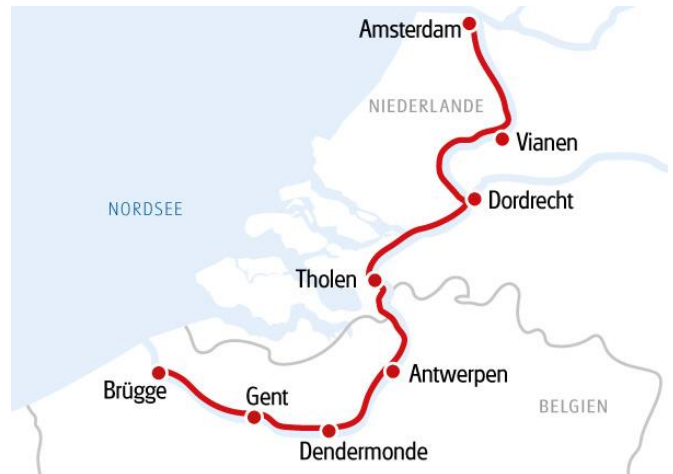 Amsterdam
NIEDERLANDE
Vianen
Dordrecht
NORDSEE
Tholen
Antwerpen
Brügge
Gent
BELGIEN
Dendermonde